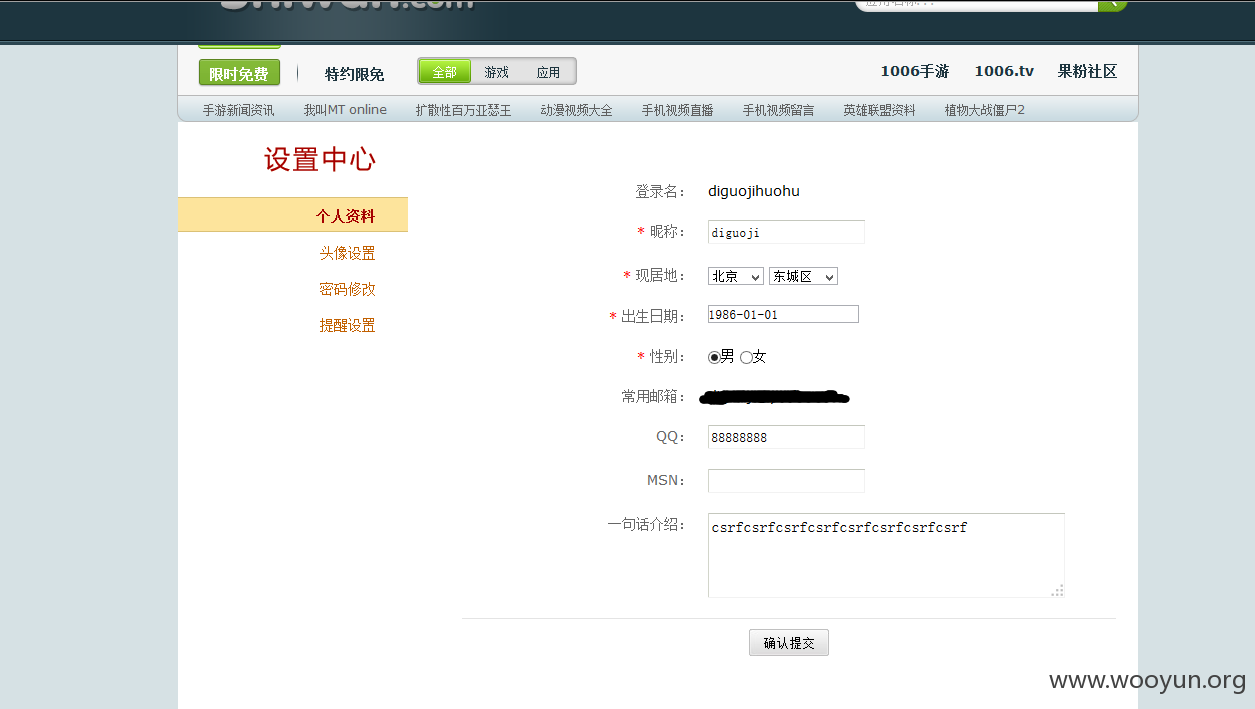 限时免费 特约限免 全部 游戏 应用 1006手游 1006.tv 果粉社区
手游新闻资讯 我叫MT online 扩散性百万亚瑟王 动漫视频大全 手机视频直播 手机视频留言 英雄联盟资料 植物大战僵尸2
设置中心
个人资料
头像设置
密码修改
提醒设置
登录名： diguojihuohu
* 昵称： diguoji
* 现居地： 北京 东城区
* 出生日期： 1986-01-01
* 性别： 男 女
常用邮箱：
QQ： 88888888
MSN：
一句话介绍： csrfcsrfcsrfcsrfcsrfcsrfcsrfcsrf
确认提交
www.wooyun.org